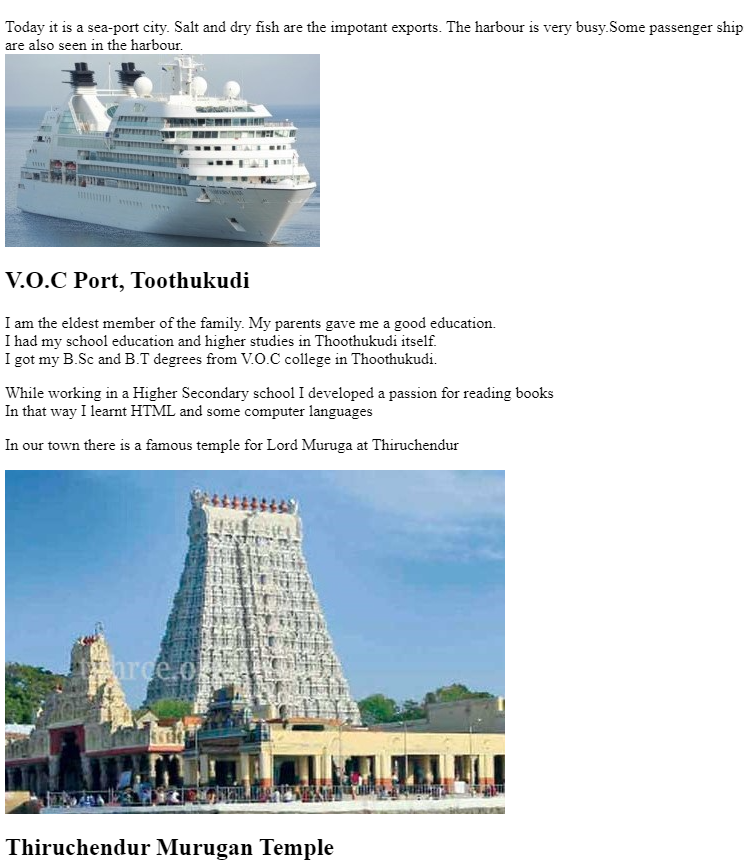 Today it is a sea-port city. Salt and dry fish are the impotant exports. The harbour is very busy.Some passenger ship
are also seen in the harbour.
V.O.C Port, Toothukudi
I am the eldest member of the family. My parents gave me a good education.
I had my school education and higher studies in Thoothukudi itself.
I got my B.Sc and B.T degrees from V.O.C college in Thoothukudi.
While working in a Higher Secondary school I developed a passion for reading books
In that way I learnt HTML and some computer languages
In our town there is a famous temple for Lord Muruga at Thiruchendur
Thiruchendur Murugan Temple